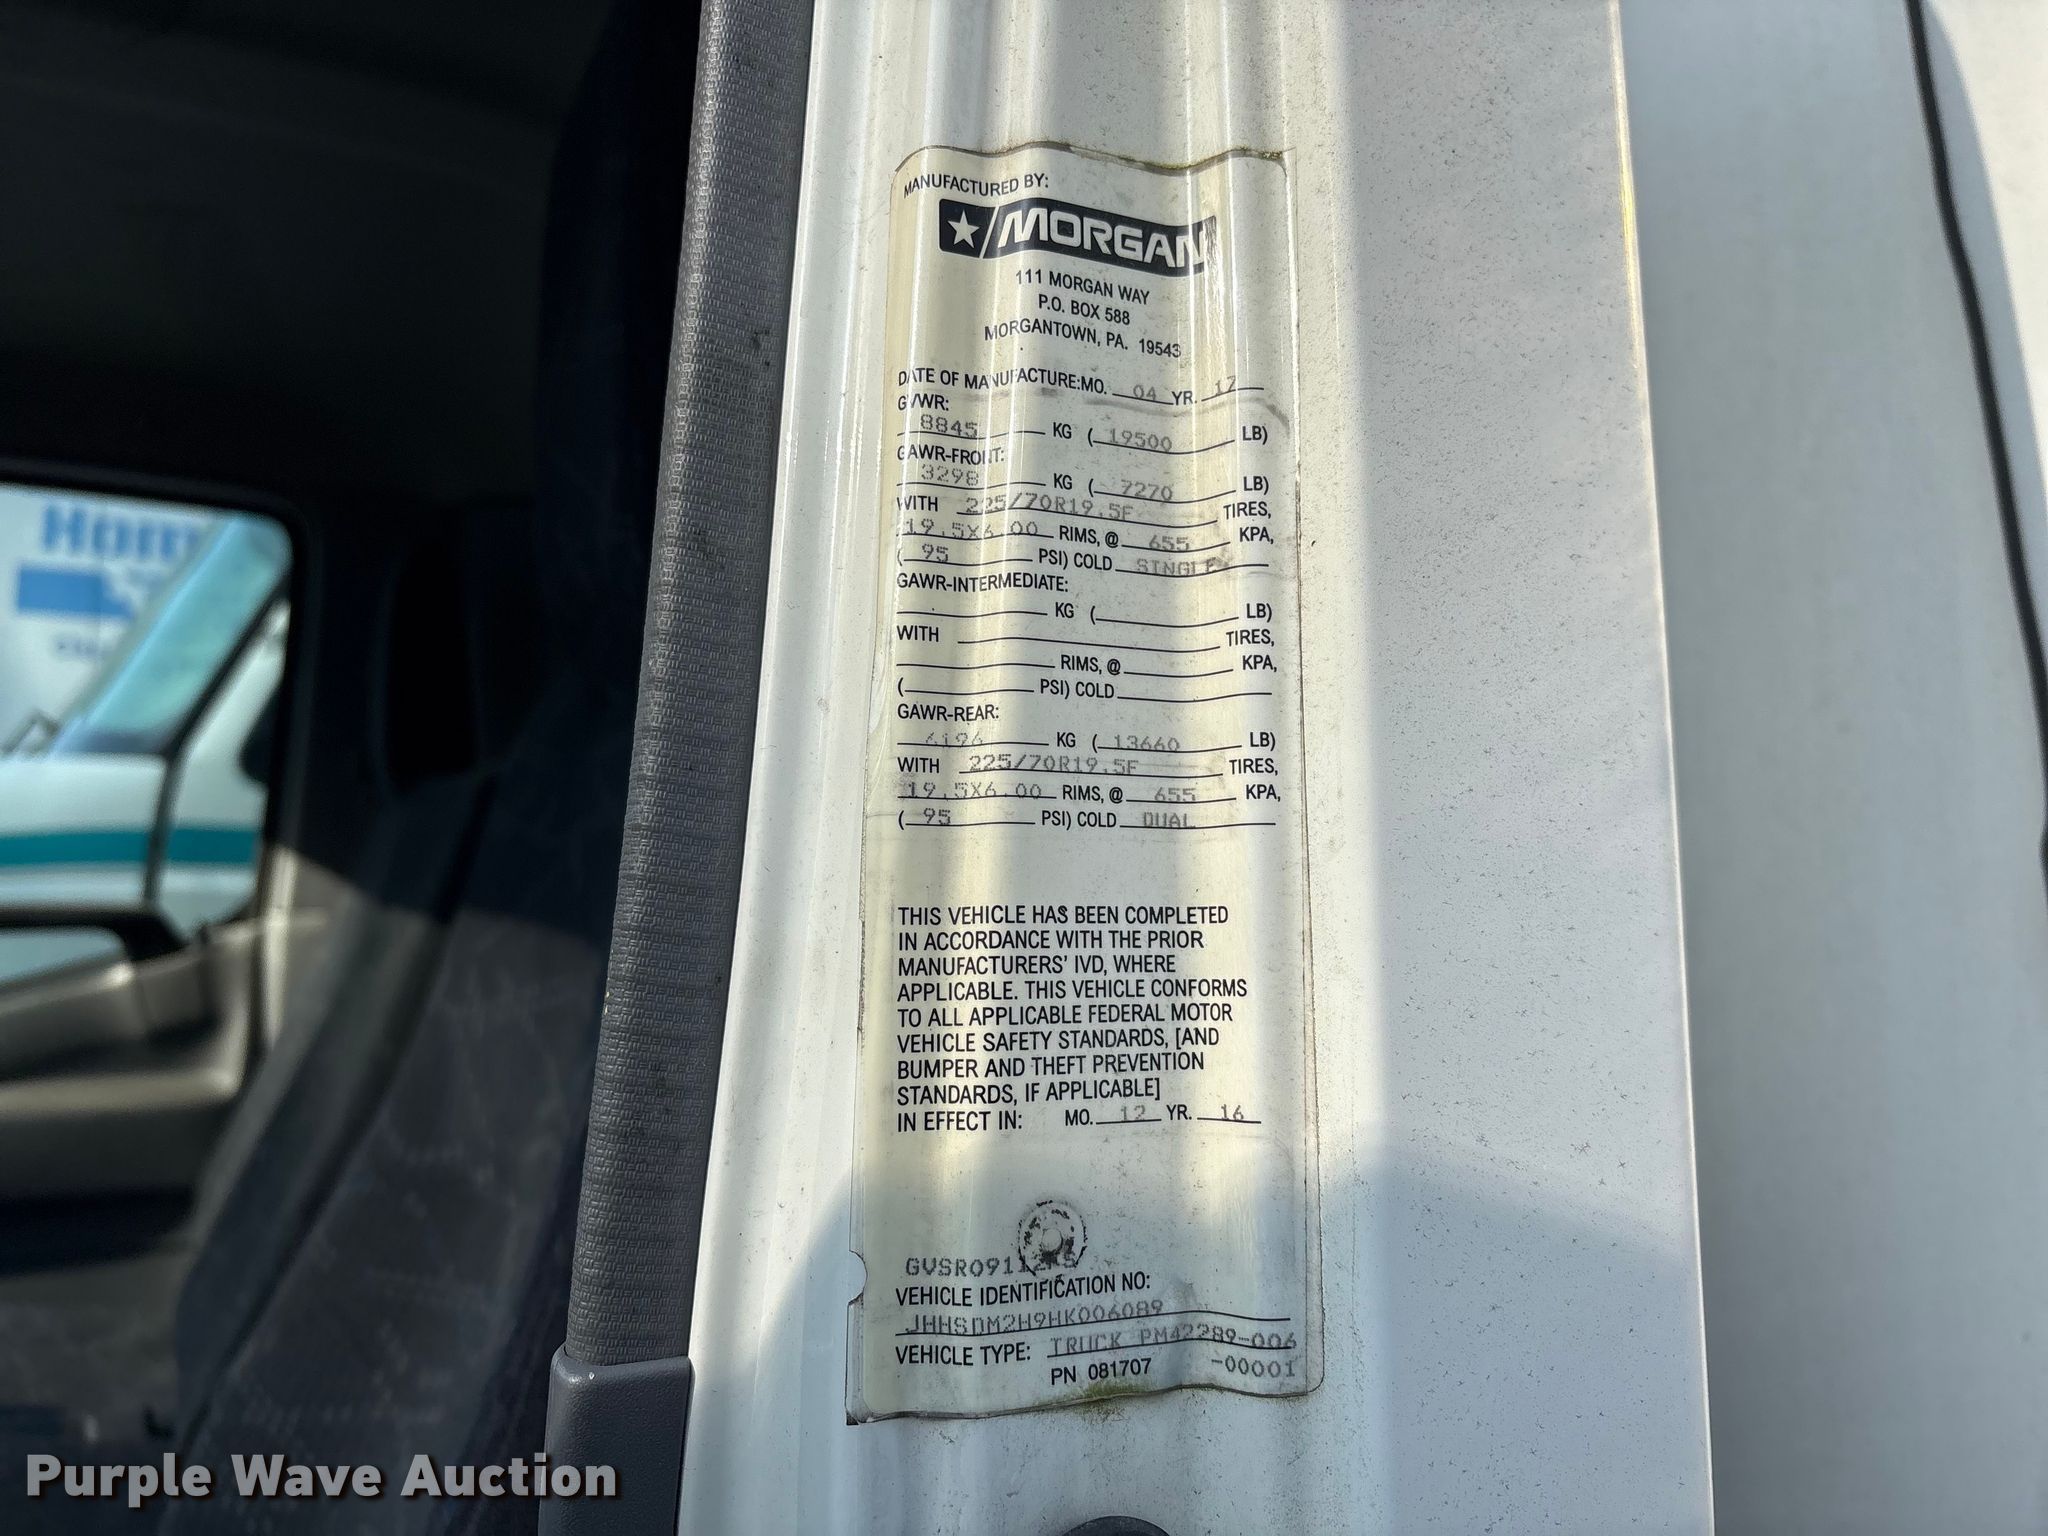 MANUFACTURED BY:
MORGAN
111 MORGAN WAY
P.O. BOX 588
MORGANTOWN, PA. 19543
DATE OF MANUFACTURE:MO. 04 YR. 17
GVWR:
8845 KG (19500 LB)
GAWR-FRONT:
3298 KG (7270 LB)
WITH 225/70R19.5F TIRES,
19.5X6.00 RIMS, @ 655 KPA,
(95 PSI) COLD SINGLE
GAWR-INTERMEDIATE:
KG ( LB)
WITH TIRES,
RIMS, @ KPA,
( PSI) COLD
GAWR-REAR:
6196 KG (13660 LB)
WITH 225/70R19.5F TIRES,
19.5X6.00 RIMS, @ 655 KPA,
(95 PSI) COLD DUAL
THIS VEHICLE HAS BEEN COMPLETED
IN ACCORDANCE WITH THE PRIOR
MANUFACTURERS' IVD, WHERE
APPLICABLE. THIS VEHICLE CONFORMS
TO ALL APPLICABLE FEDERAL MOTOR
VEHICLE SAFETY STANDARDS, [AND
BUMPER AND THEFT PREVENTION
STANDARDS, IF APPLICABLE]
IN EFFECT IN: MO. 12 YR. 16
VEHICLE IDENTIFICATION NO:
JHHSDM2H9HK006089
VEHICLE TYPE: TRUCK PM42289-006
PN 081707 -00001
Purple Wave Auction